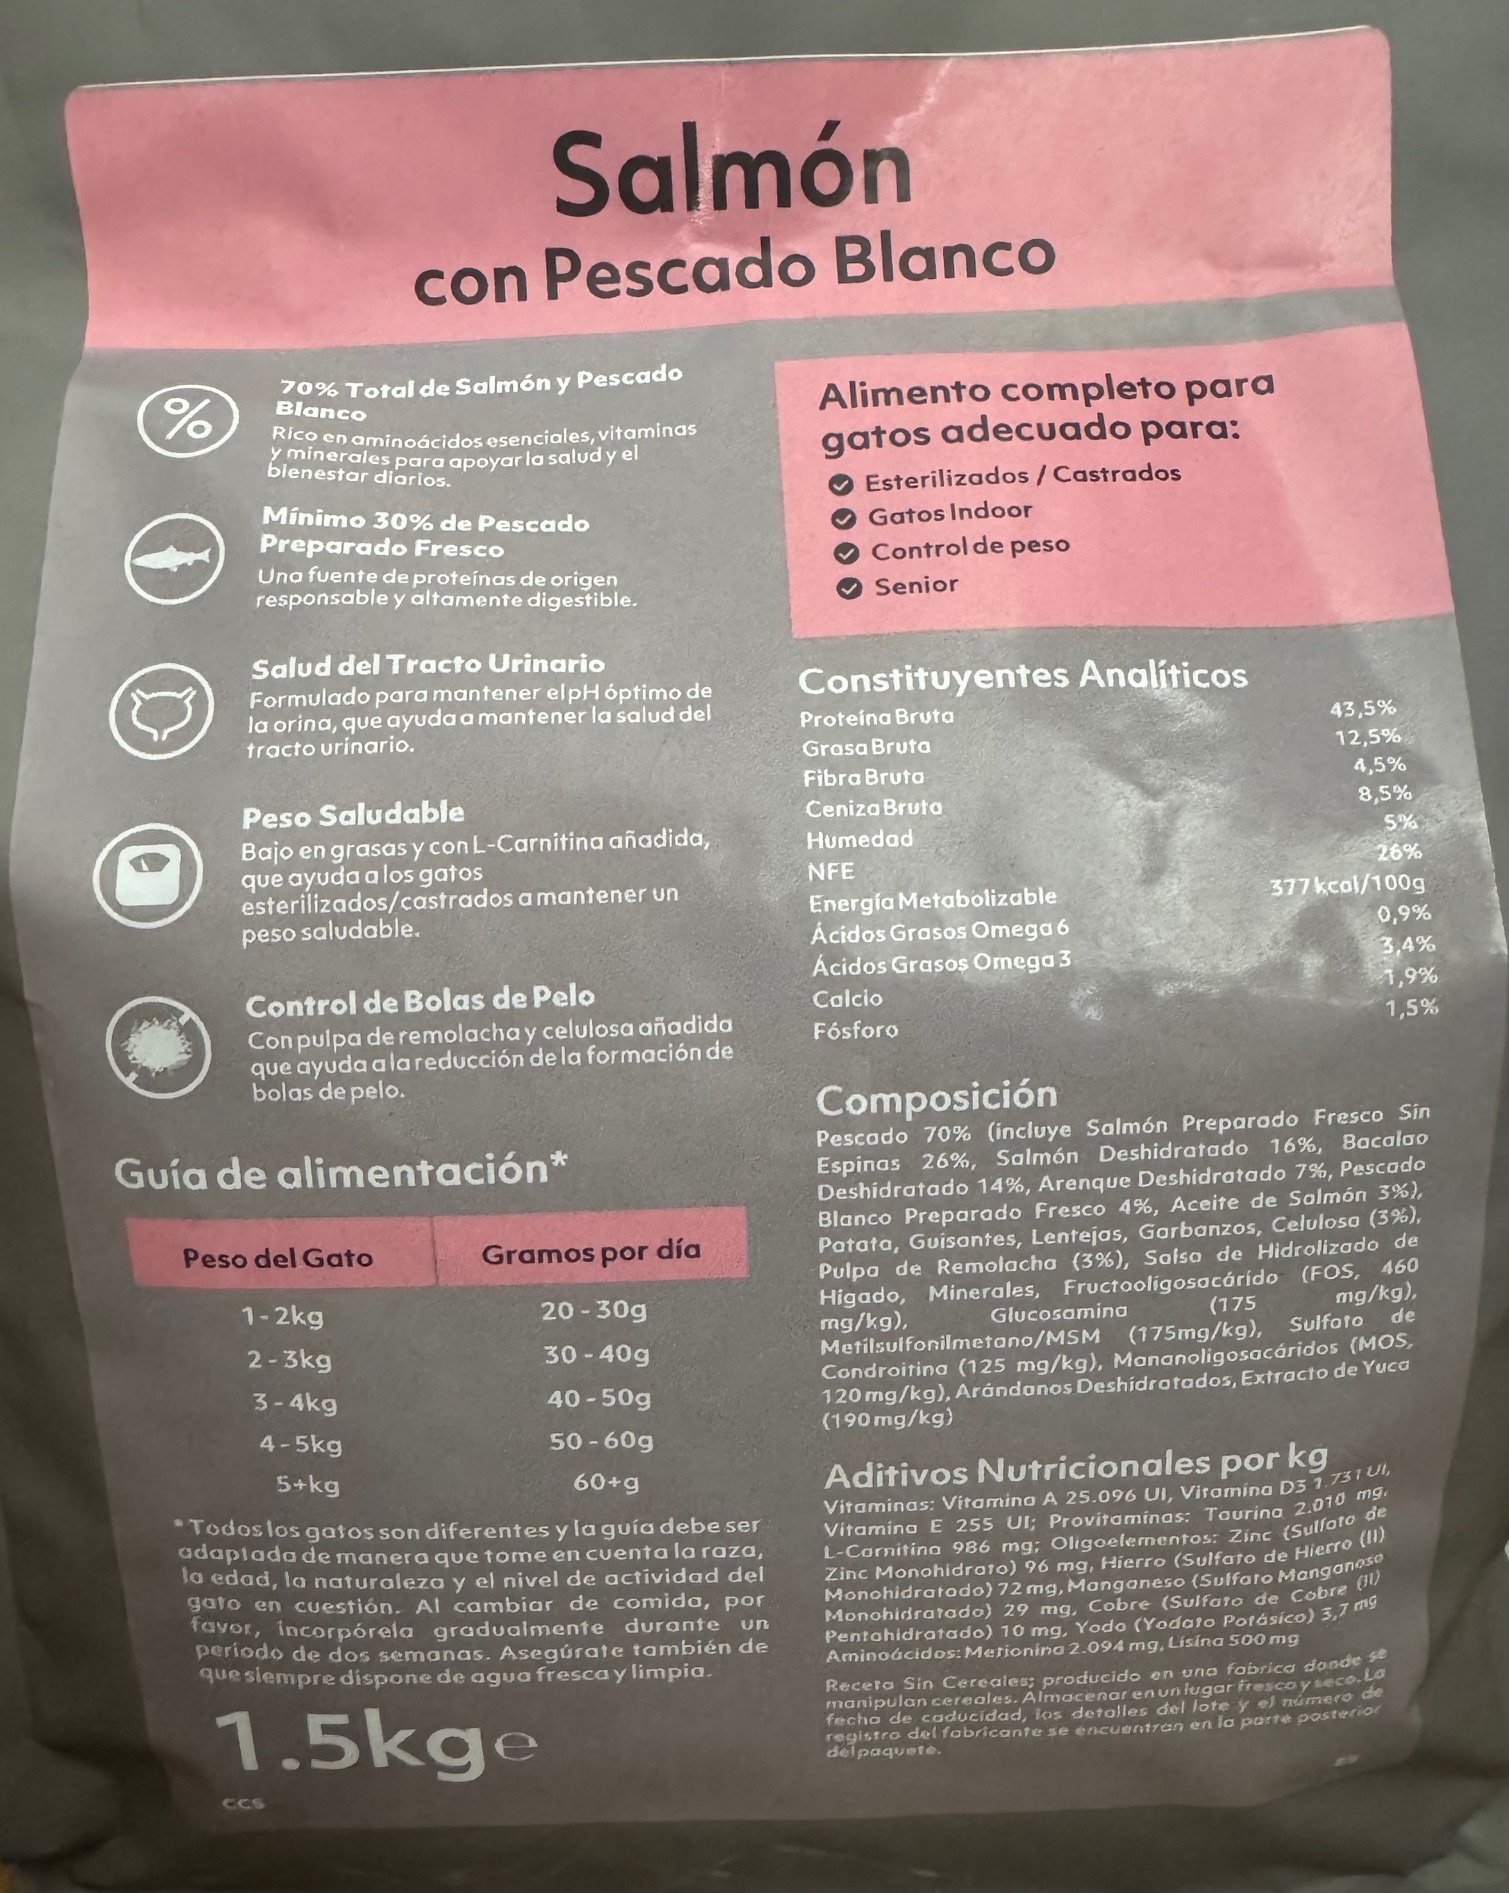 Salmón
con Pescado Blanco
70% Total de Salmón y Pescado
Blanco
Rico en aminoácidos esenciales, vitaminas
y minerales para apoyar la salud y el
bienestar diarios.
Mínimo 30% de Pescado
Preparado Fresco
Una fuente de proteínas de origen
responsable y altamente digestible.
Salud del Tracto Urinario
Formulado para mantener el pH óptimo de
la orina, que ayuda a mantener la salud del
tracto urinario.
Peso Saludable
Bajo en grasas y con L-Carnitina añadida,
que ayuda a los gatos
esterilizados/castrados a mantener un
peso saludable.
Control de Bolas de Pelo
Con pulpa de remolacha y celulosa añadida
que ayuda a la reducción de la formación de
bolas de pelo.
Guía de alimentación*
Peso del Gato Gramos por día
1-2kg 20-30g
2-3kg 30-40g
3-4kg 40-50g
4-5kg 50-60g
5+kg 60+g
*Todos los gatos son diferentes y la guía debe ser
adaptada de manera que tome en cuenta la raza,
la edad, la naturaleza y el nivel de actividad del
gato en cuestión. Al cambiar de comida, por
favor, incorpórela gradualmente durante un
período de dos semanas. Asegúrate también de
que siempre dispone de agua fresca y limpia.
1.5kg℮
CCS
Alimento completo para
gatos adecuado para:
Esterilizados / Castrados
Gatos Indoor
Control de peso
Senior
Constituyentes Analíticos
Proteína Bruta 43,5%
Grasa Bruta 12,5%
Fibra Bruta 4,5%
Ceniza Bruta 8,5%
Humedad 5%
NFE 26%
Energía Metabolizable 377kcal/100g
Ácidos Grasos Omega 6 0,9%
Ácidos Grasos Omega 3 3,4%
Calcio 1,9%
Fósforo 1,5%
Composición
Pescado 70% (incluye Salmón Preparado Fresco Sin
Espinas 26%, Salmón Deshidratado 16%, Bacalao
Deshidratado 14%, Arenque Deshidratado 7%, Pescado
Blanco Preparado Fresco 4%, Aceite de Salmón 3%),
Patata, Guisantes, Lentejas, Garbanzos, Celulosa (3%),
Pulpa de Remolacha (3%), Salsa de Hidrolizado de
Higado, Minerales, Fructooligosacárido (FOS, 460
mg/kg), Glucosamina (175 mg/kg),
Metilsulfonilmetano/MSM (175mg/kg), Sulfato de
Condroitina (125 mg/kg), Mananoligosacáridos (MOS,
120 mg/kg), Arándanos Deshidratados, Extracto de Yuca
(190 mg/kg)
Aditivos Nutricionales por kg
Vitaminas: Vitamina A 25.096 UI, Vitamina D3 1.731 UI,
Vitamina E 255 UI; Provitaminas: Taurina 2.010 mg,
L-Carnitina 986 mg; Oligoelementos: Zinc (Sulfato de
Zinc Monohidrato) 96 mg, Hierro (Sulfato de Hierro (II)
Monohidratado) 72 mg, Manganeso (Sulfato Manganoso
Monohidratado) 29 mg, Cobre (Sulfato de Cobre (II)
Pentahidratado) 10 mg, Yodo (Yodato Potásico) 3,7 mg
Aminoácidos: Metionina 2.094 mg, Lisina 500 mg
Receta Sin Cereales; producido en una fabrica donde se
manipulan cereales. Almacenar en un lugar fresco y seco. La
fecha de caducidad, los detalles del lote y el número de
registro del fabricante se encuentran en la parte posterior
del paquete.